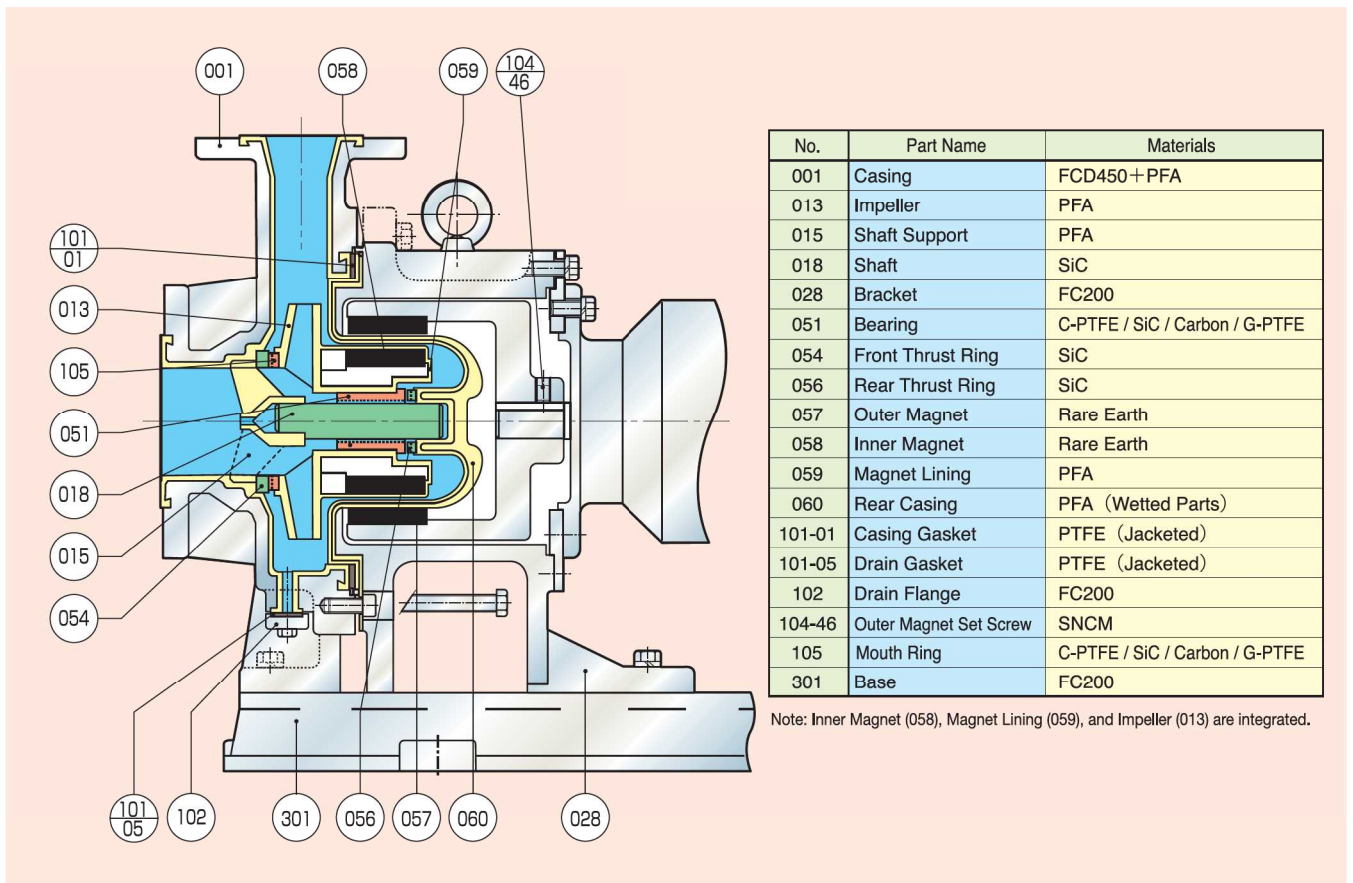 001
058
059
104
46
101
01
013
105
051
018
015
054
101
05
102
301
056
057
060
028
No. Part Name Materials
001 Casing FCD450+PFA
013 Impeller PFA
015 Shaft Support PFA
018 Shaft SiC
028 Bracket FC200
051 Bearing C-PTFE / SiC / Carbon / G-PTFE
054 Front Thrust Ring SiC
056 Rear Thrust Ring SiC
057 Outer Magnet Rare Earth
058 Inner Magnet Rare Earth
059 Magnet Lining PFA
060 Rear Casing PFA (Wetted Parts)
101-01 Casing Gasket PTFE (Jacketed)
101-05 Drain Gasket PTFE (Jacketed)
102 Drain Flange FC200
104-46 Outer Magnet Set Screw SNCM
105 Mouth Ring C-PTFE / SiC / Carbon / G-PTFE
301 Base FC200
Note: Inner Magnet (058), Magnet Lining (059), and Impeller (013) are integrated.